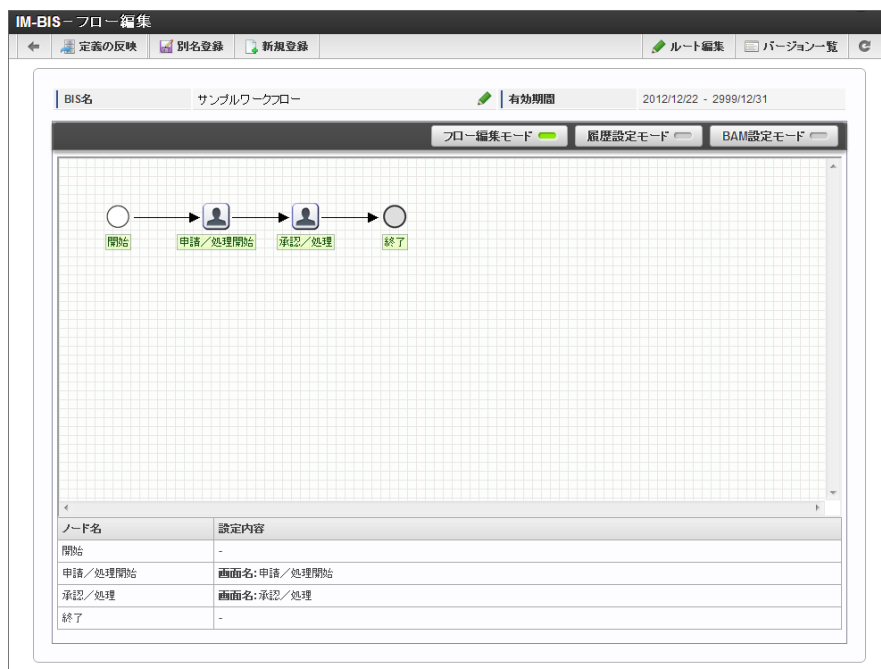 IM-BIS－フロー編集
定義の反映 別名登録 新規登録 ルート編集 バージョン一覧
BIS名 サンプルワークフロー 有効期間 2012/12/22 - 2999/12/31
フロー編集モード 履歴設定モード BAM設定モード
開始 申請／処理開始 承認／処理 終了
ノード名 設定内容
開始 -
申請／処理開始 画面名:申請／処理開始
承認／処理 画面名:承認／処理
終了 -